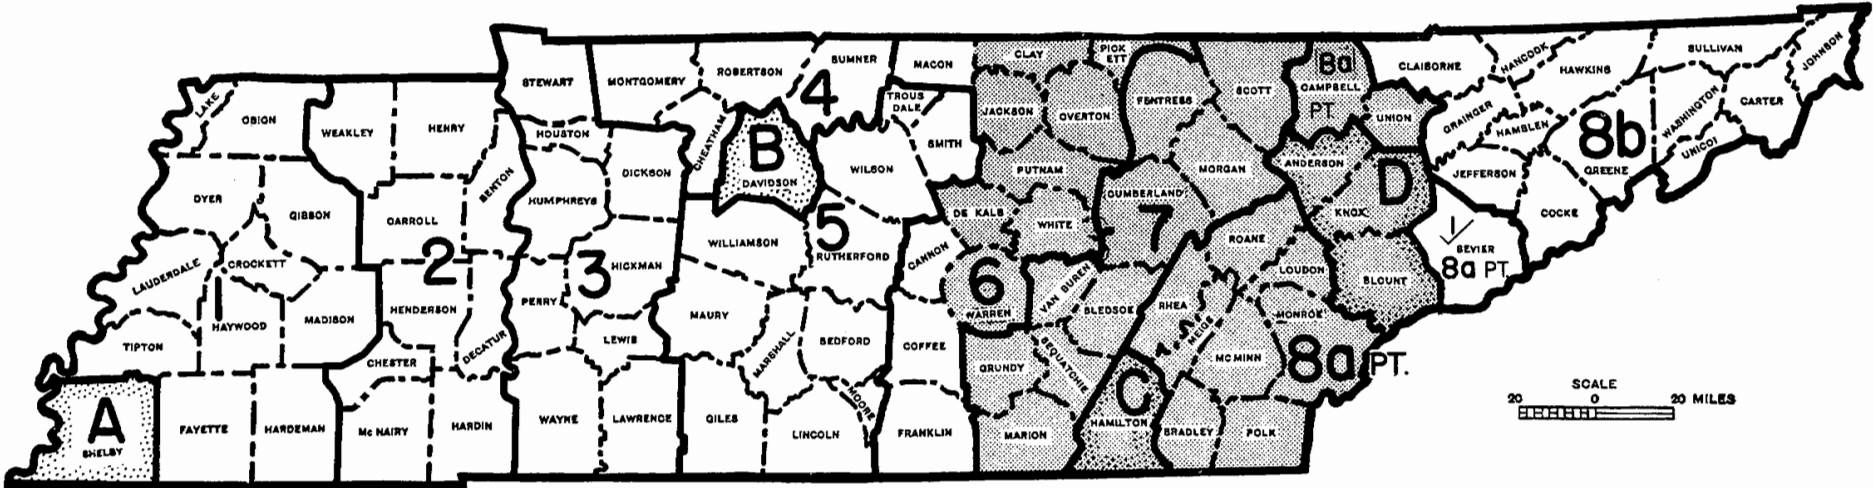 LAKE
OBION
WEAKLEY
HENRY
STEWART
MONTGOMERY
ROBERTSON
SUMNER
4
MACON
TROUS
DALE
CLAY
PICK
ETT
FENTRESS
SCOTT
8a
CAMPBELL
PT.
CLAIBORNE
HANCOCK
HAWKINS
SULLIVAN
JOHNSON
CARTER
WASHINGTON
UNICOI
8b
GREENE
GRAINGER
HAMBLEN
UNION
JEFFERSON
COCKE
1
SEVIER
8a PT.
DYER
GIBSON
CARROLL
2
BENTON
HOUSTON
HUMPHREYS
DICKSON
CHEATHAM
B
DAVIDSON
WILSON
SMITH
JACKSON
OVERTON
PUTNAM
CUMBERLAND
7
MORGAN
ANDERSON
D
KNOX
BLOUNT
LAUDERDALE
CROCKETT
1
HAYWOOD
MADISON
HENDERSON
DECATUR
PERRY
3
HICKMAN
LEWIS
WILLIAMSON
5
RUTHERFORD
CANNON
DE KALB
WHITE
6
WARREN
VAN BUREN
BLEDSOE
RHEA
MEIGS
ROANE
LOUDON
MONROE
MC MINN
8a PT.
TIPTON
CHESTER
MAURY
MARSHALL
BEDFORD
COFFEE
GRUNDY
SEQUATCHIE
A
SHELBY
FAYETTE
HARDEMAN
Mc NAIRY
HARDIN
WAYNE
LAWRENCE
GILES
LINCOLN
MOORE
FRANKLIN
MARION
C
HAMILTON
BRADLEY
POLK
SCALE
20 0 20 MILES